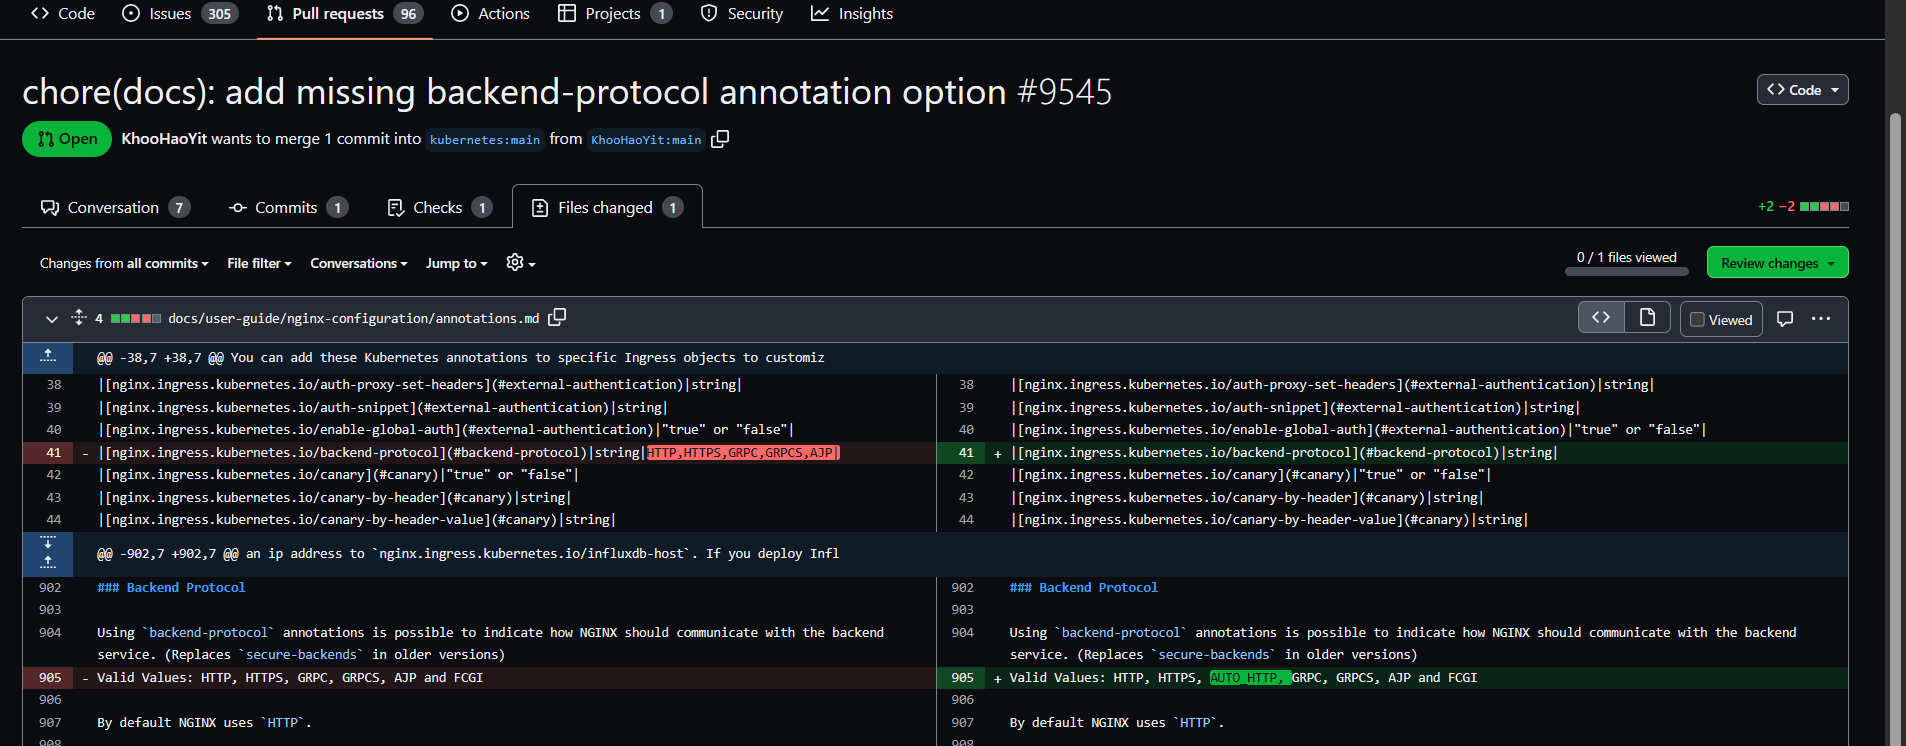 Code Issues 305 Pull requests 96 Actions Projects 1 Security Insights
chore(docs): add missing backend-protocol annotation option #9545
Code
Open KhooHaoYit wants to merge 1 commit into kubernetes:main from KhooHaoYit:main
Conversation 7 Commits 1 Checks 1 Files changed 1
+2 −2
Changes from all commits File filter Conversations Jump to
0 / 1 files viewed
Review changes
4 docs/user-guide/nginx-configuration/annotations.md
Viewed
@@ -38,7 +38,7 @@ You can add these Kubernetes annotations to specific Ingress objects to customiz
38 |[nginx.ingress.kubernetes.io/auth-proxy-set-headers](#external-authentication)|string|
39 |[nginx.ingress.kubernetes.io/auth-snippet](#external-authentication)|string|
40 |[nginx.ingress.kubernetes.io/enable-global-auth](#external-authentication)|"true" or "false"|
41 - |[nginx.ingress.kubernetes.io/backend-protocol](#backend-protocol)|string|HTTP,HTTPS,GRPC,GRPCS,AJP|
42 |[nginx.ingress.kubernetes.io/canary](#canary)|"true" or "false"|
43 |[nginx.ingress.kubernetes.io/canary-by-header](#canary)|string|
44 |[nginx.ingress.kubernetes.io/canary-by-header-value](#canary)|string|
38 |[nginx.ingress.kubernetes.io/auth-proxy-set-headers](#external-authentication)|string|
39 |[nginx.ingress.kubernetes.io/auth-snippet](#external-authentication)|string|
40 |[nginx.ingress.kubernetes.io/enable-global-auth](#external-authentication)|"true" or "false"|
41 + |[nginx.ingress.kubernetes.io/backend-protocol](#backend-protocol)|string|
42 |[nginx.ingress.kubernetes.io/canary](#canary)|"true" or "false"|
43 |[nginx.ingress.kubernetes.io/canary-by-header](#canary)|string|
44 |[nginx.ingress.kubernetes.io/canary-by-header-value](#canary)|string|
@@ -902,7 +902,7 @@ an ip address to `nginx.ingress.kubernetes.io/influxdb-host`. If you deploy Infl
902 ### Backend Protocol
903
904 Using `backend-protocol` annotations is possible to indicate how NGINX should communicate with the backend
service. (Replaces `secure-backends` in older versions)
905 - Valid Values: HTTP, HTTPS, GRPC, GRPCS, AJP and FCGI
906
907 By default NGINX uses `HTTP`.
908
902 ### Backend Protocol
903
904 Using `backend-protocol` annotations is possible to indicate how NGINX should communicate with the backend
service. (Replaces `secure-backends` in older versions)
905 + Valid Values: HTTP, HTTPS, AUTO_HTTP, GRPC, GRPCS, AJP and FCGI
906
907 By default NGINX uses `HTTP`.
908